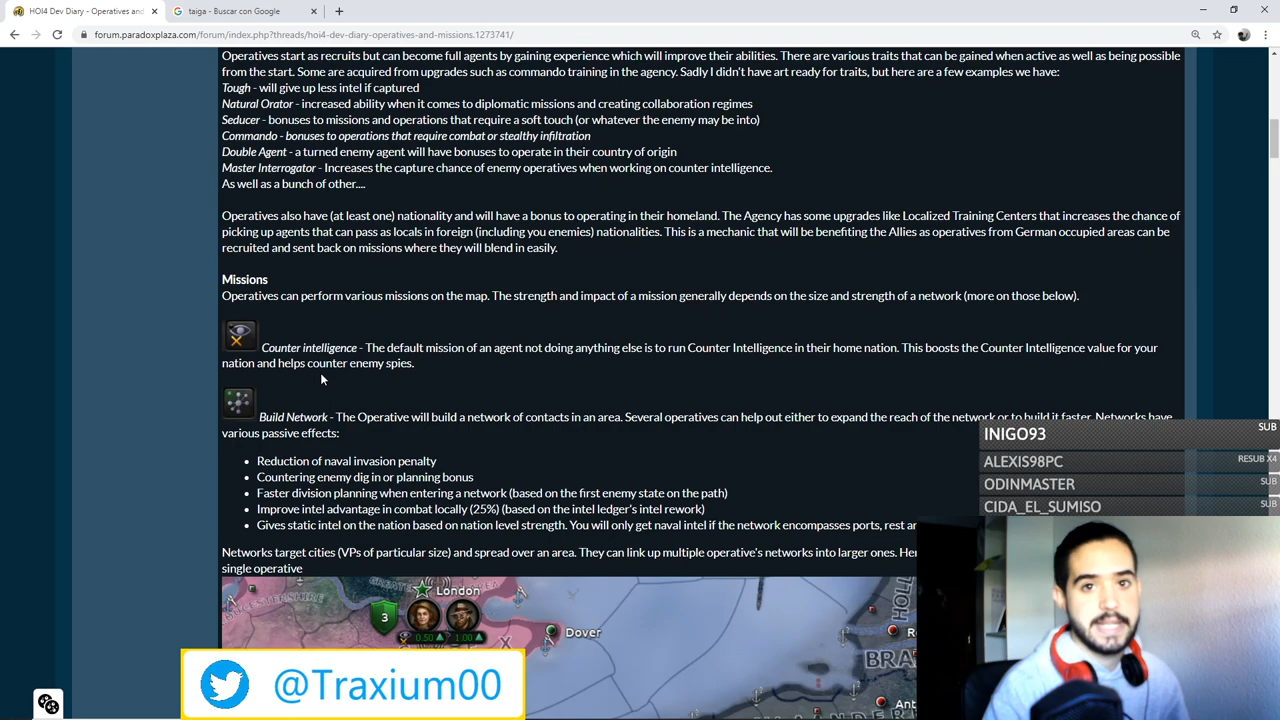 HOI4 Dev Diary - Operatives and
taiga - Buscar con Google
forum.paradoxplaza.com/forum/index.php?threads/hoi4-dev-diary-operatives-and-missions.1273741/
Operatives start as recruits but can become full agents by gaining experience which will improve their abilities. There are various traits that can be gained when active as well as being possible
from the start. Some are acquired from upgrades such as commando training in the agency. Sadly I didn't have art ready for traits, but here are a few examples we have:
Tough - will give up less intel if captured
Natural Orator - increased ability when it comes to diplomatic missions and creating collaboration regimes
Seducer - bonuses to missions and operations that require a soft touch (or whatever the enemy may be into)
Commando - bonuses to operations that require combat or stealthy infiltration
Double Agent - a turned enemy agent will have bonuses to operate in their country of origin
Master Interrogator - Increases the capture chance of enemy operatives when working on counter intelligence.
As well as a bunch of other....
Operatives also have (at least one) nationality and will have a bonus to operating in their homeland. The Agency has some upgrades like Localized Training Centers that increases the chance of
picking up agents that can pass as locals in foreign (including you enemies) nationalities. This is a mechanic that will be benefiting the Allies as operatives from German occupied areas can be
recruited and sent back on missions where they will blend in easily.
Missions
Operatives can perform various missions on the map. The strength and impact of a mission generally depends on the size and strength of a network (more on those below).
Counter intelligence - The default mission of an agent not doing anything else is to run Counter Intelligence in their home nation. This boosts the Counter Intelligence value for your
nation and helps counter enemy spies.
Build Network - The Operative will build a network of contacts in an area. Several operatives can help out either to expand the reach of the network or to build it faster. Networks have
various passive effects:
• Reduction of naval invasion penalty
• Countering enemy dig in or planning bonus
• Faster division planning when entering a network (based on the first enemy state on the path)
• Improve intel advantage in combat locally (25%) (based on the intel ledger's intel rework)
• Gives static intel on the nation based on nation level strength. You will only get naval intel if the network encompasses ports, rest
Networks target cities (VPs of particular size) and spread over an area. They can link up multiple operative's networks into larger ones.
single operative
INIGO93 SUB
ALEXIS98PC RESUB X4
ODINMASTER SUB
CIDA_EL_SUMISO SUB
London
3
0.50 1.00
Dover
HOLL
BRA
Ant
@Traxium00